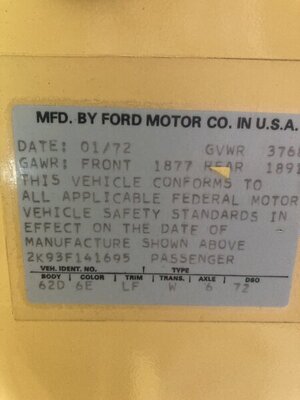 MFD. BY FORD MOTOR CO. IN U.S.A.
DATE: 01/72 GVWR 3768
GAWR: FRONT 1877 REAR 1891
THIS VEHICLE CONFORMS TO
ALL APPLICABLE FEDERAL MOTOR
VEHICLE SAFETY STANDARDS IN
EFFECT ON THE DATE OF
MANUFACTURE SHOWN ABOVE
2K93F141695 PASSENGER
VEH. IDENT. NO. TYPE
BODY COLOR TRIM TRANS. AXLE DSO
62D 6E LF W 6 72